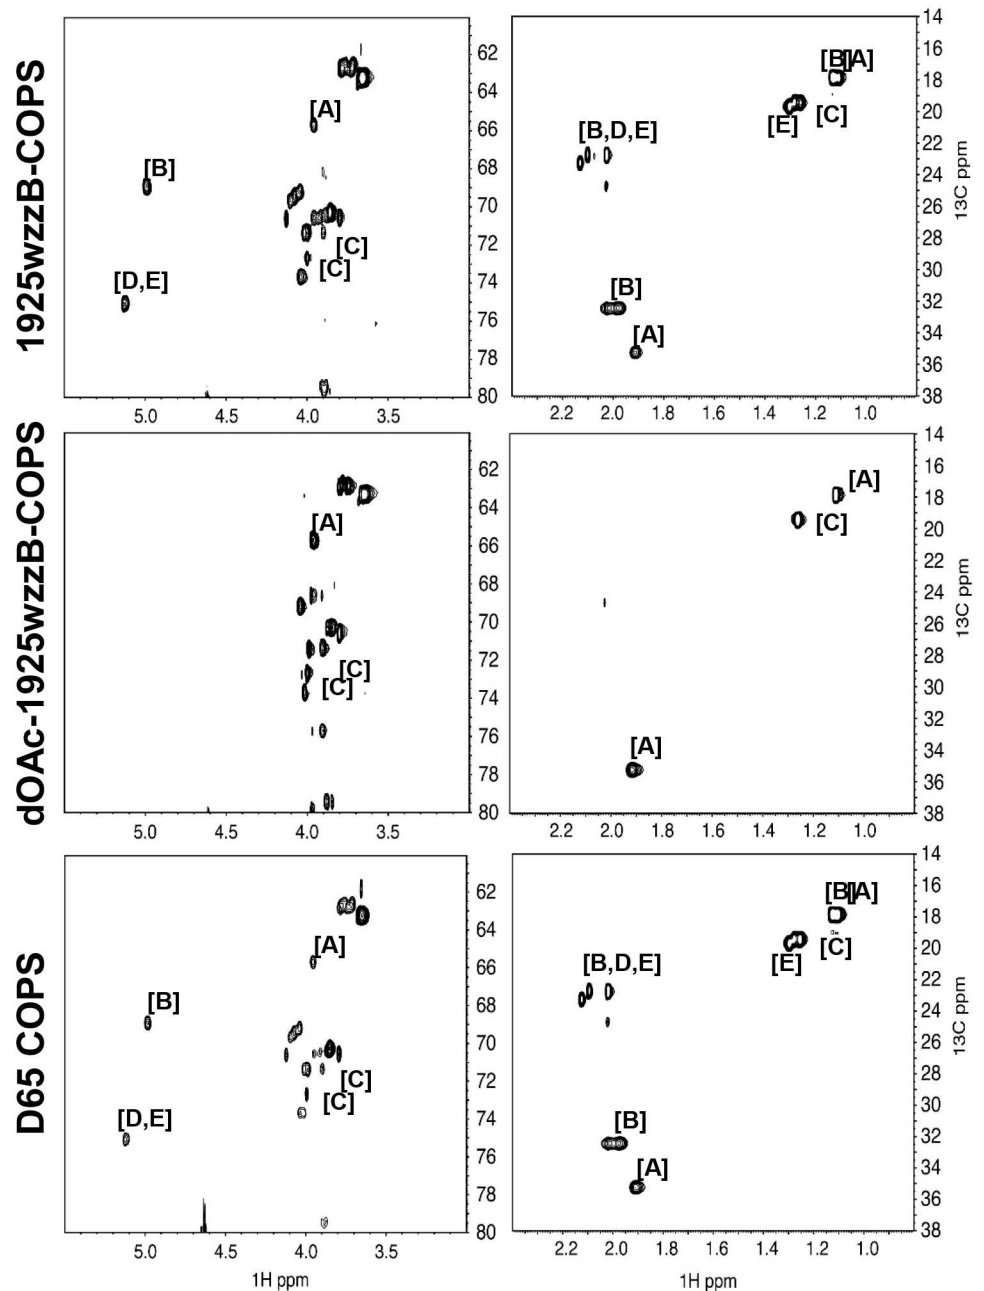 1925wzzB-COPS
62
64
66
68
70
72
74
76
78
80
[A]
[B]
[C]
[C]
[D,E]
5.0
4.5
4.0
3.5
14
16
18
20
22
24
26
28
30
32
34
36
38
13C ppm
[B][A]
[E]
[C]
[B,D,E]
[B]
[A]
2.2
2.0
1.8
1.6
1.4
1.2
1.0
dOAc-1925wzzB-COPS
62
64
66
68
70
72
74
76
78
80
[A]
[C]
[C]
5.0
4.5
4.0
3.5
14
16
18
20
22
24
26
28
30
32
34
36
38
13C ppm
[A]
[C]
[A]
2.2
2.0
1.8
1.6
1.4
1.2
1.0
D65 COPS
62
64
66
68
70
72
74
76
78
80
[A]
[B]
[C]
[C]
[D,E]
5.0
4.5
4.0
3.5
1H ppm
14
16
18
20
22
24
26
28
30
32
34
36
38
13C ppm
[B][A]
[E]
[C]
[B,D,E]
[B]
[A]
2.2
2.0
1.8
1.6
1.4
1.2
1.0
1H ppm